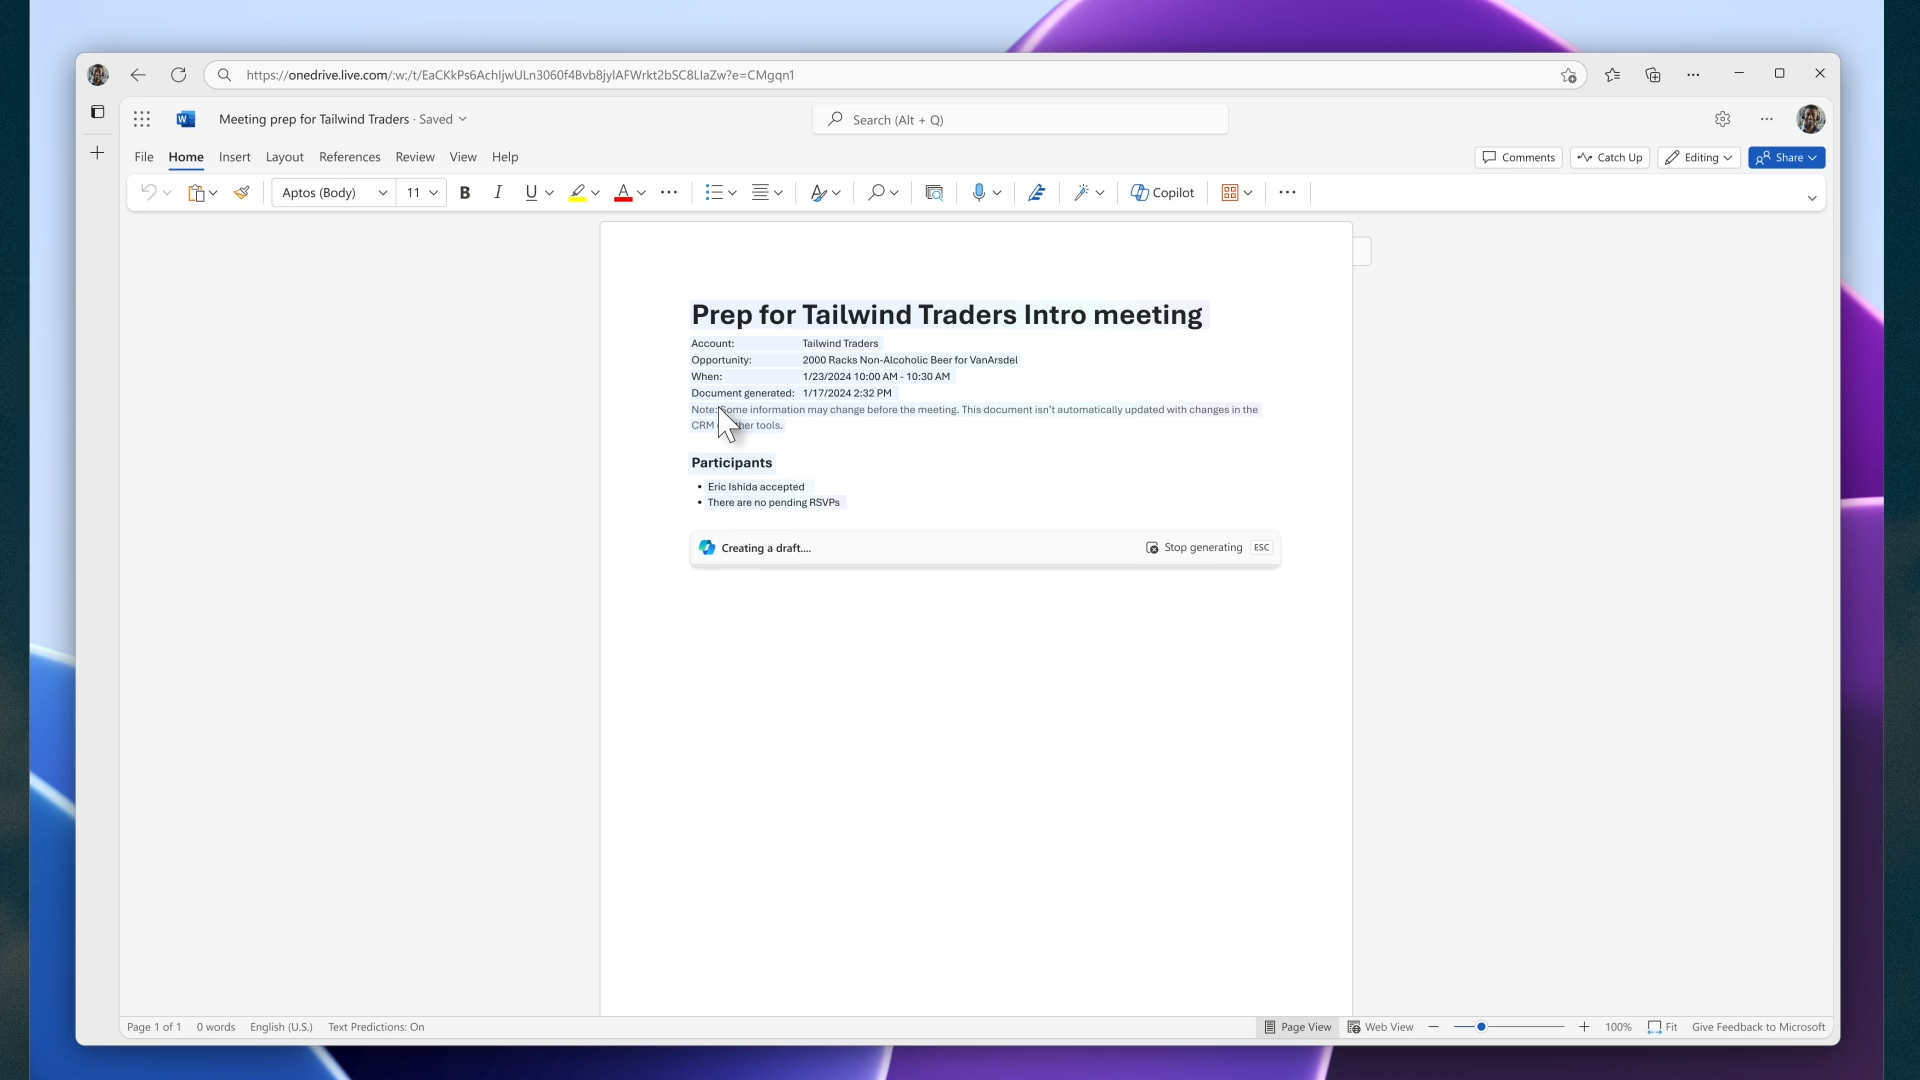 https://onedrive.live.com/:w:/t/EaCKkPs6AchljwULn3060f4Bvb8jylAFWrkt2bSC8LlaZw?e=CMgqn1
Meeting prep for Tailwind Traders · Saved
Search (Alt + Q)
File Home Insert Layout References Review View Help
Comments Catch Up Editing Share
Aptos (Body) 11 B I U A Copilot
Prep for Tailwind Traders Intro meeting
Account: Tailwind Traders
Opportunity: 2000 Racks Non-Alcoholic Beer for VanArsdel
When: 1/23/2024 10:00 AM - 10:30 AM
Document generated: 1/17/2024 2:32 PM
Note: Some information may change before the meeting. This document isn't automatically updated with changes in the
CRM tools.
Participants
• Eric Ishida accepted
• There are no pending RSVPs
Creating a draft.... Stop generating ESC
Page 1 of 1 0 words English (U.S.) Text Predictions: On Page View Web View 100% Fit Give Feedback to Microsoft